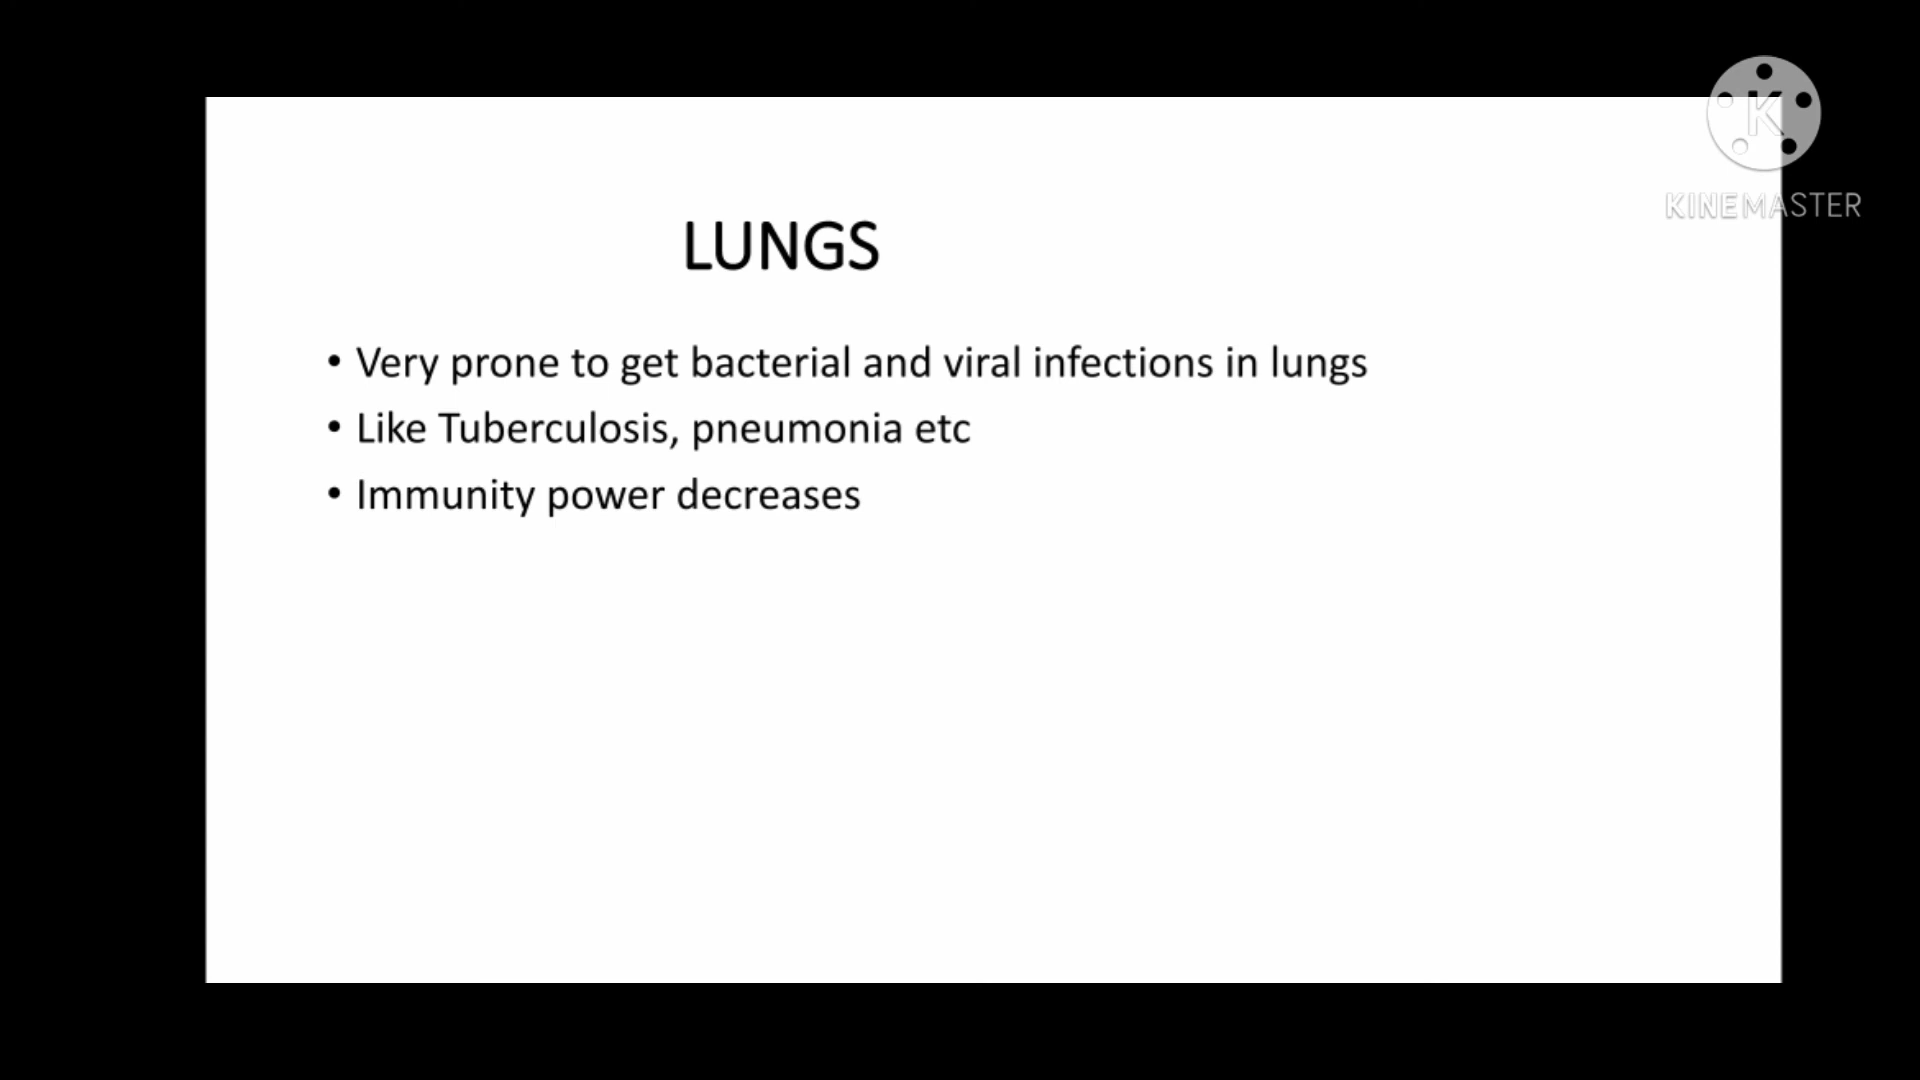 K
KINEMASTER
LUNGS
• Very prone to get bacterial and viral infections in lungs
• Like Tuberculosis, pneumonia etc
• Immunity power decreases